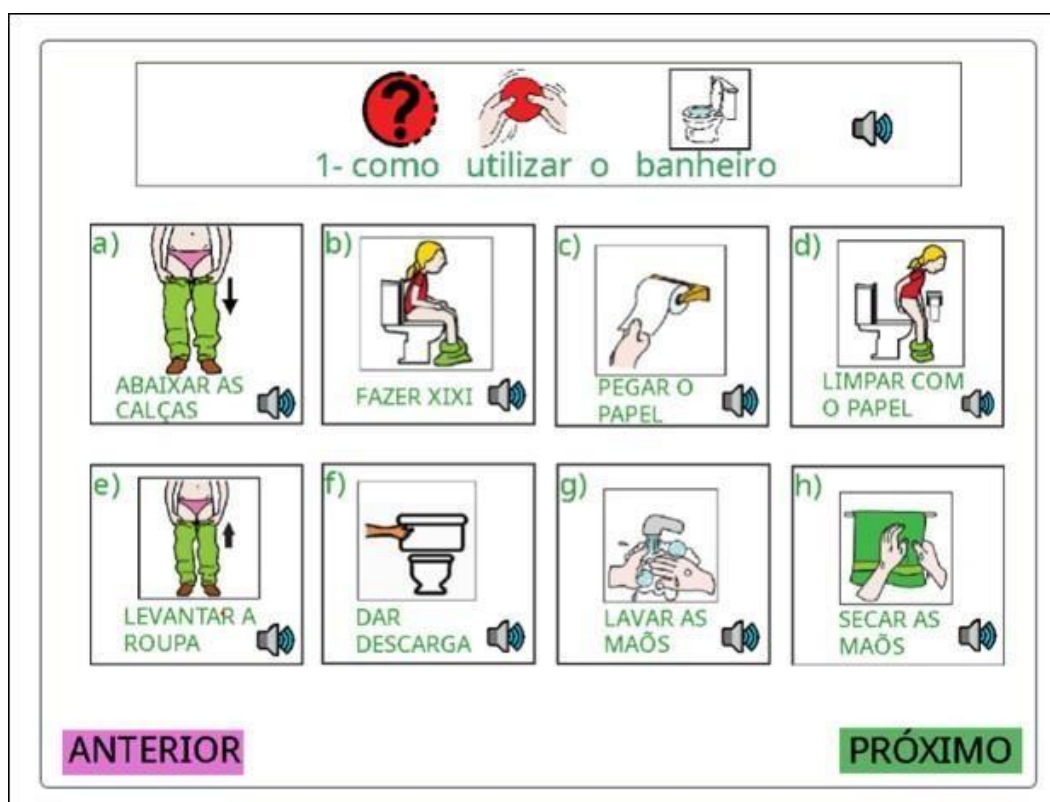 1- como utilizar o banheiro
a)
ABAIXAR AS
CALÇAS
b)
FAZER XIXI
c)
PEGAR O
PAPEL
d)
LIMPAR COM
O PAPEL
e)
LEVANTAR A
ROUPA
f)
DAR
DESCARGA
g)
LAVAR AS
MAÕS
h)
SECAR AS
MAÕS
ANTERIOR
PRÓXIMO